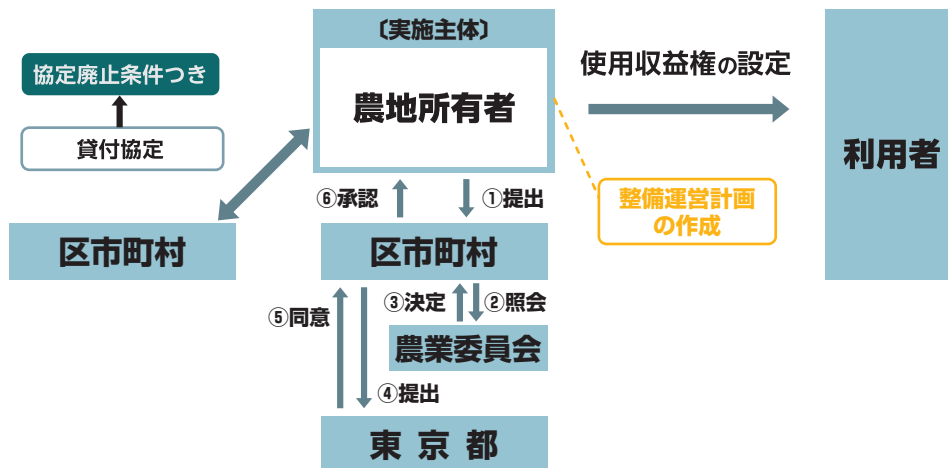 〔実施主体〕
農地所有者
協定廃止条件つき
貸付協定
使用収益権の設定
利用者
整備運営計画
の作成
⑥承認
①提出
区市町村
区市町村
③決定
②照会
⑤同意
農業委員会
④提出
東京都